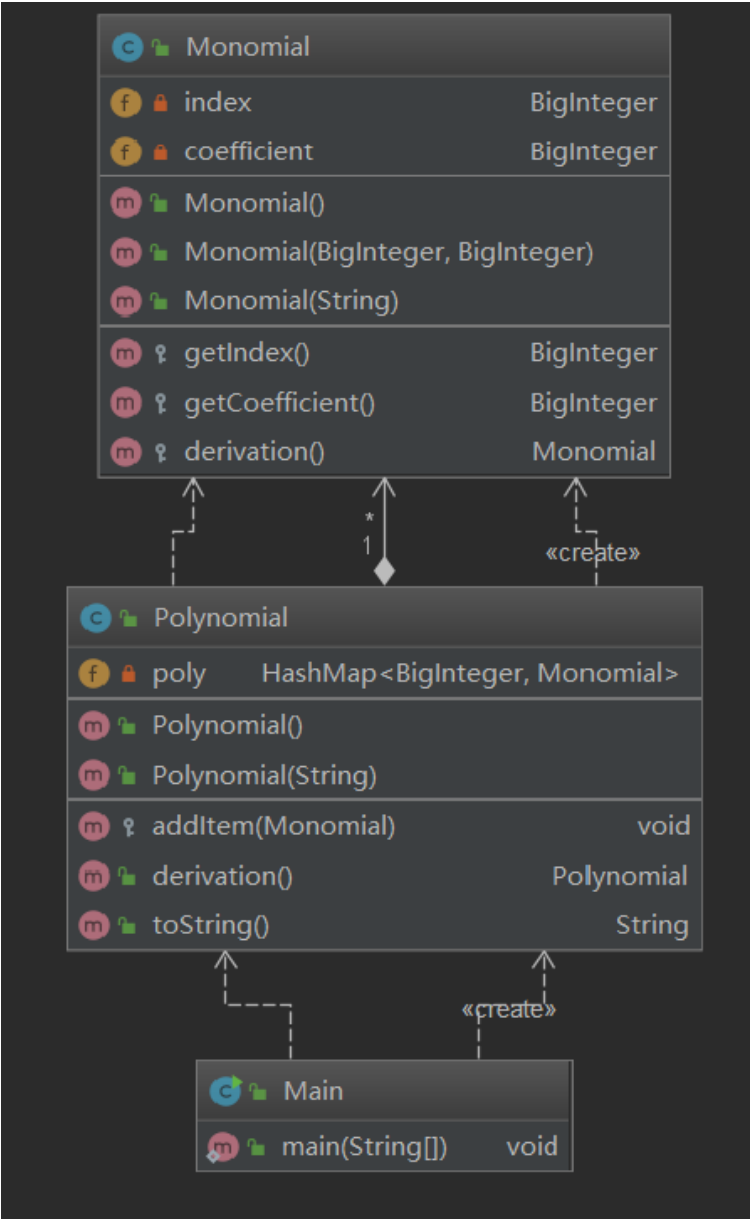 Monomial
index BigInteger
coefficient BigInteger
Monomial()
Monomial(BigInteger, BigInteger)
Monomial(String)
getIndex() BigInteger
getCoefficient() BigInteger
derivation() Monomial
*
1
«create»
Polynomial
poly HashMap<BigInteger, Monomial>
Polynomial()
Polynomial(String)
addItem(Monomial) void
derivation() Polynomial
toString() String
«create»
Main
main(String[]) void